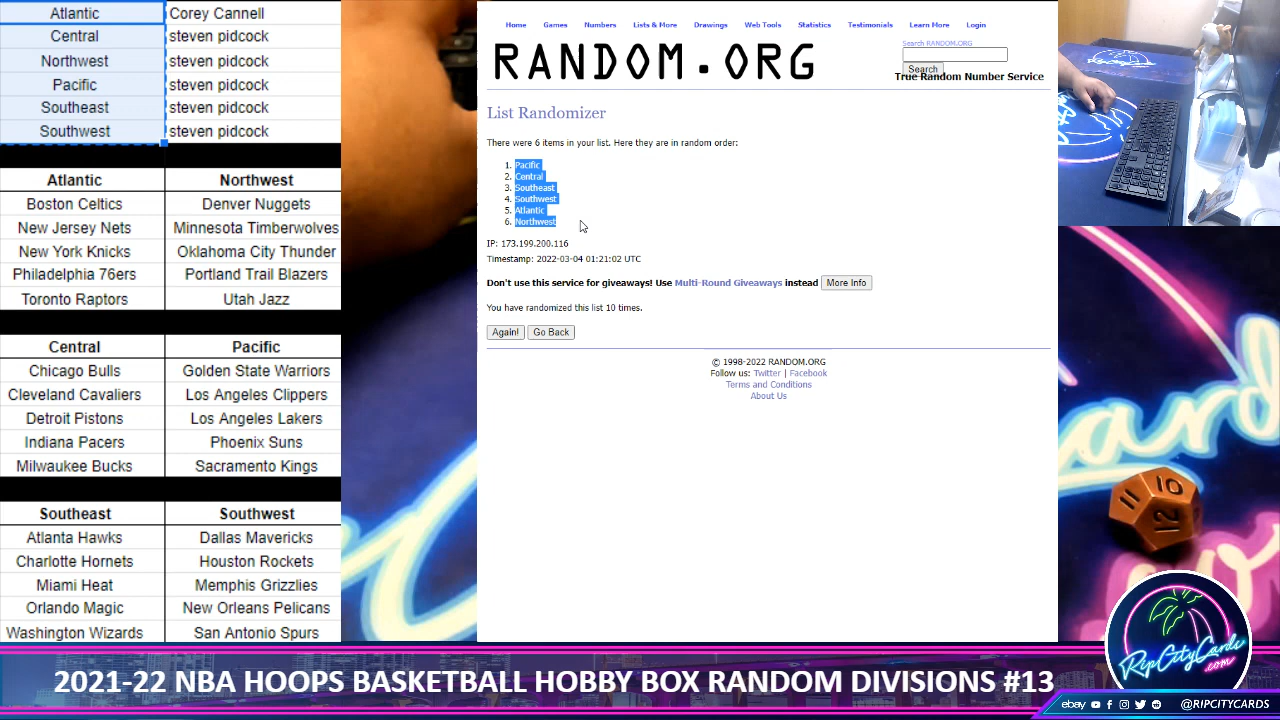 Atlantic Corey Cannell
Central steven pidcock
Northwest steven pidcock
Pacific steven pidcock
Southeast steven pidcock
Southwest steven pidcock
Atlantic Northwest
Boston Celtics Denver Nuggets
New Jersey Nets Minnesota Timberwolves
New York Knicks Oklahoma City Thunder
Philadelphia 76ers Portland Trail Blazers
Toronto Raptors Utah Jazz
Central Pacific
Chicago Bulls Golden State Warriors
Cleveland Cavaliers Los Angeles Clippers
Detroit Pistons Los Angeles Lakers
Indiana Pacers Phoenix Suns
Milwaukee Bucks Sacramento Kings
Southeast Southwest
Atlanta Hawks Dallas Mavericks
Charlotte Hornets Houston Rockets
Miami Heat Memphis Grizzlies
Orlando Magic New Orleans Pelicans
Washington Wizards San Antonio Spurs
Home Games Numbers Lists & More Drawings Web Tools Statistics Testimonials Learn More Login
RANDOM.ORG
Search RANDOM.ORG
Search
True Random Number Service
List Randomizer
There were 6 items in your list. Here they are in random order:
1. Pacific
2. Central
3. Southeast
4. Southwest
5. Atlantic
6. Northwest
IP: 173.199.200.116
Timestamp: 2022-03-04 01:21:02 UTC
Don't use this service for giveaways! Use Multi-Round Giveaways instead More Info
You have randomized this list 10 times.
Again! Go Back
© 1998-2022 RANDOM.ORG
Follow us: Twitter | Facebook
Terms and Conditions
About Us
11 10
12
RipCityCards
.com
2021-22 NBA HOOPS BASKETBALL HOBBY BOX RANDOM DIVISIONS #13
ebay @RIPCITYCARDS